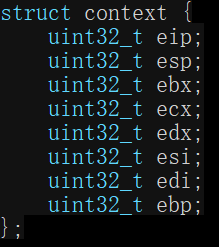 struct context {
    uint32_t eip;
    uint32_t esp;
    uint32_t ebx;
    uint32_t ecx;
    uint32_t edx;
    uint32_t esi;
    uint32_t edi;
    uint32_t ebp;
};